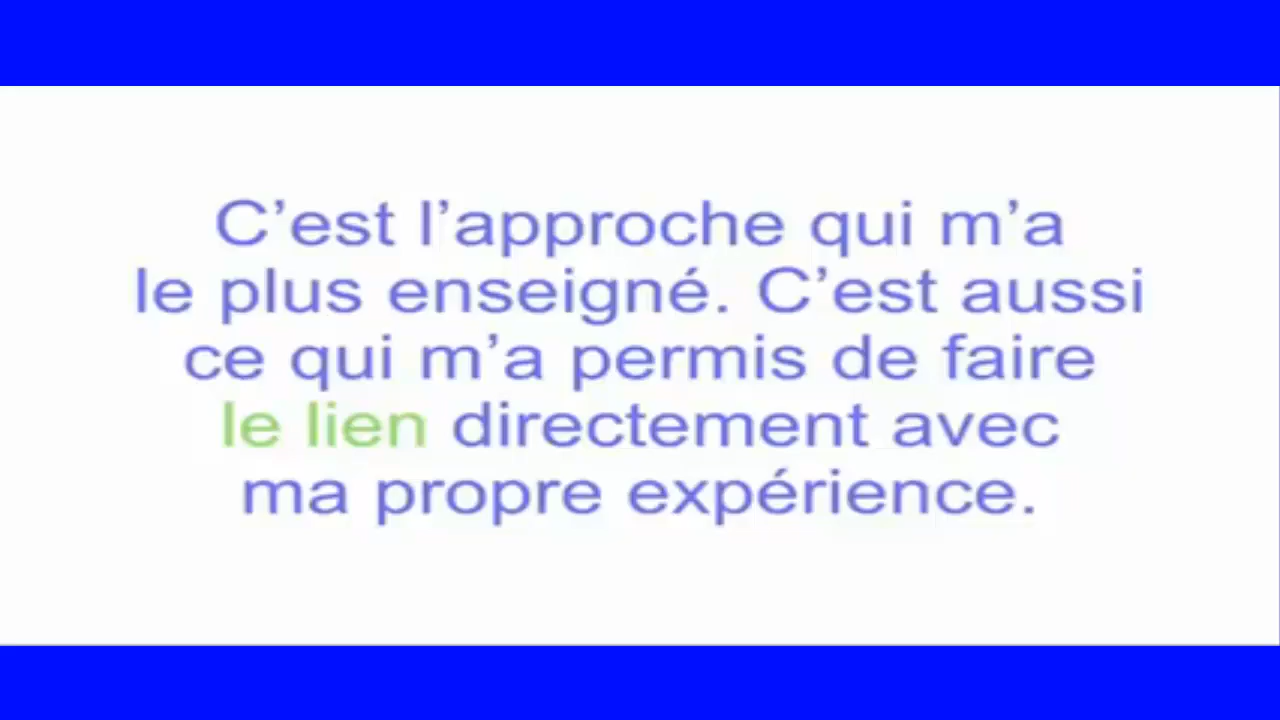 C’est l’approche qui m’a
le plus enseigné. C’est aussi
ce qui m’a permis de faire
le lien directement avec
ma propre expérience.